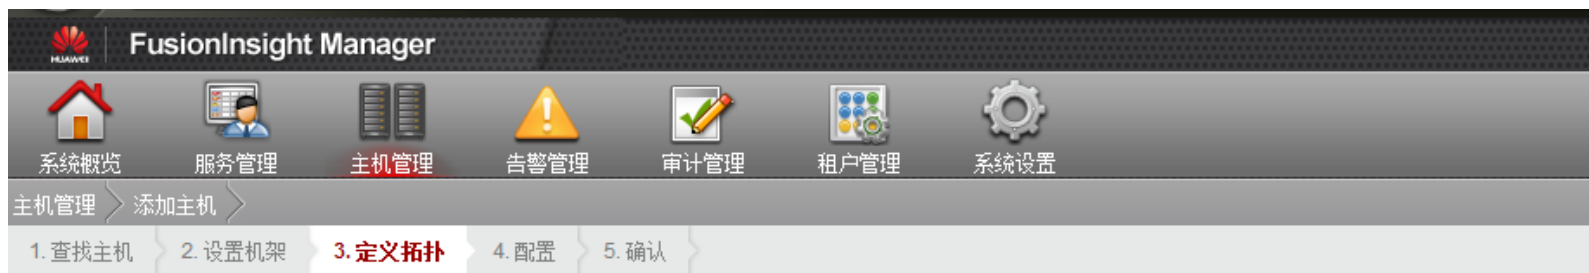 HUAWEI FusionInsight Manager
系统概览 服务管理 主机管理 告警管理 审计管理 租户管理 系统设置
主机管理 添加主机
1. 查找主机 2. 设置机架 3. 定义拓扑 4. 配置 5. 确认